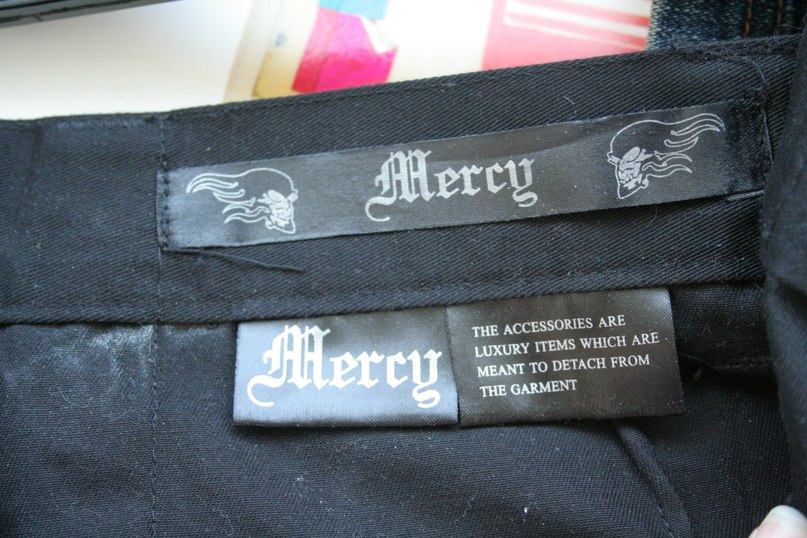 Mercy
Mercy
THE ACCESSORIES ARE
LUXURY ITEMS WHICH ARE
MEANT TO DETACH FROM
THE GARMENT